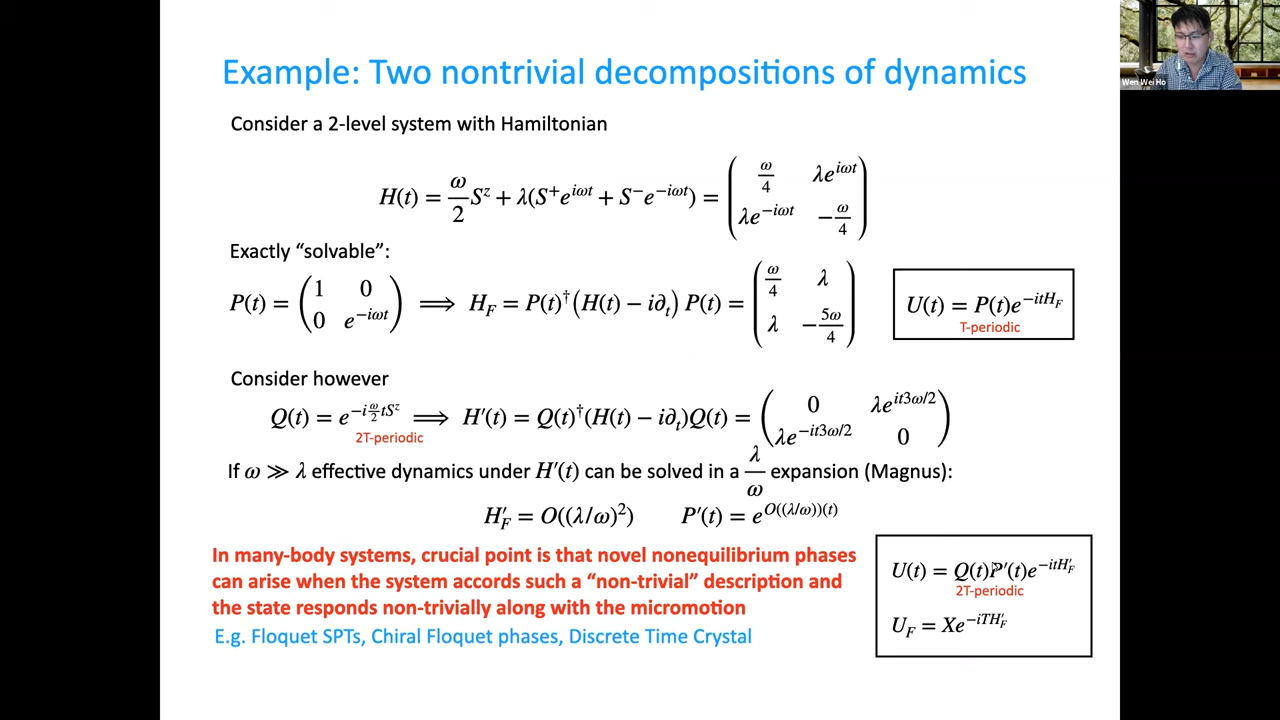 Wen Wei Ho
Example: Two nontrivial decompositions of dynamics
Consider a 2-level system with Hamiltonian
H(t) = ω/2 S^z + λ(S^+ e^{iωt} + S^− e^{−iωt}) = ( ω/4 λe^{iωt} ; λe^{−iωt} −ω/4 )
Exactly “solvable”:
P(t) = ( 1 0 ; 0 e^{−iωt} ) ⟹ H_F = P(t)^†(H(t) − i∂_t) P(t) = ( ω/4 λ ; λ −5ω/4 )
U(t) = P(t)e^{−itH_F}
T-periodic
Consider however
Q(t) = e^{−i ω/2 tS^z} ⟹ H′(t) = Q(t)^†(H(t) − i∂_t)Q(t) = ( 0 λe^{it3ω/2} ; λe^{−it3ω/2} 0 )
2T-periodic
If ω ≫ λ effective dynamics under H′(t) can be solved in a λ/ω expansion (Magnus):
H′_F = O((λ/ω)^2) P′(t) = e^{O((λ/ω))(t)}
In many-body systems, crucial point is that novel nonequilibrium phases
can arise when the system accords such a “non-trivial” description and
the state responds non-trivially along with the micromotion
E.g. Floquet SPTs, Chiral Floquet phases, Discrete Time Crystal
U(t) = Q(t)P′(t)e^{−itH′_F}
2T-periodic
U_F = Xe^{−iTH′_F}